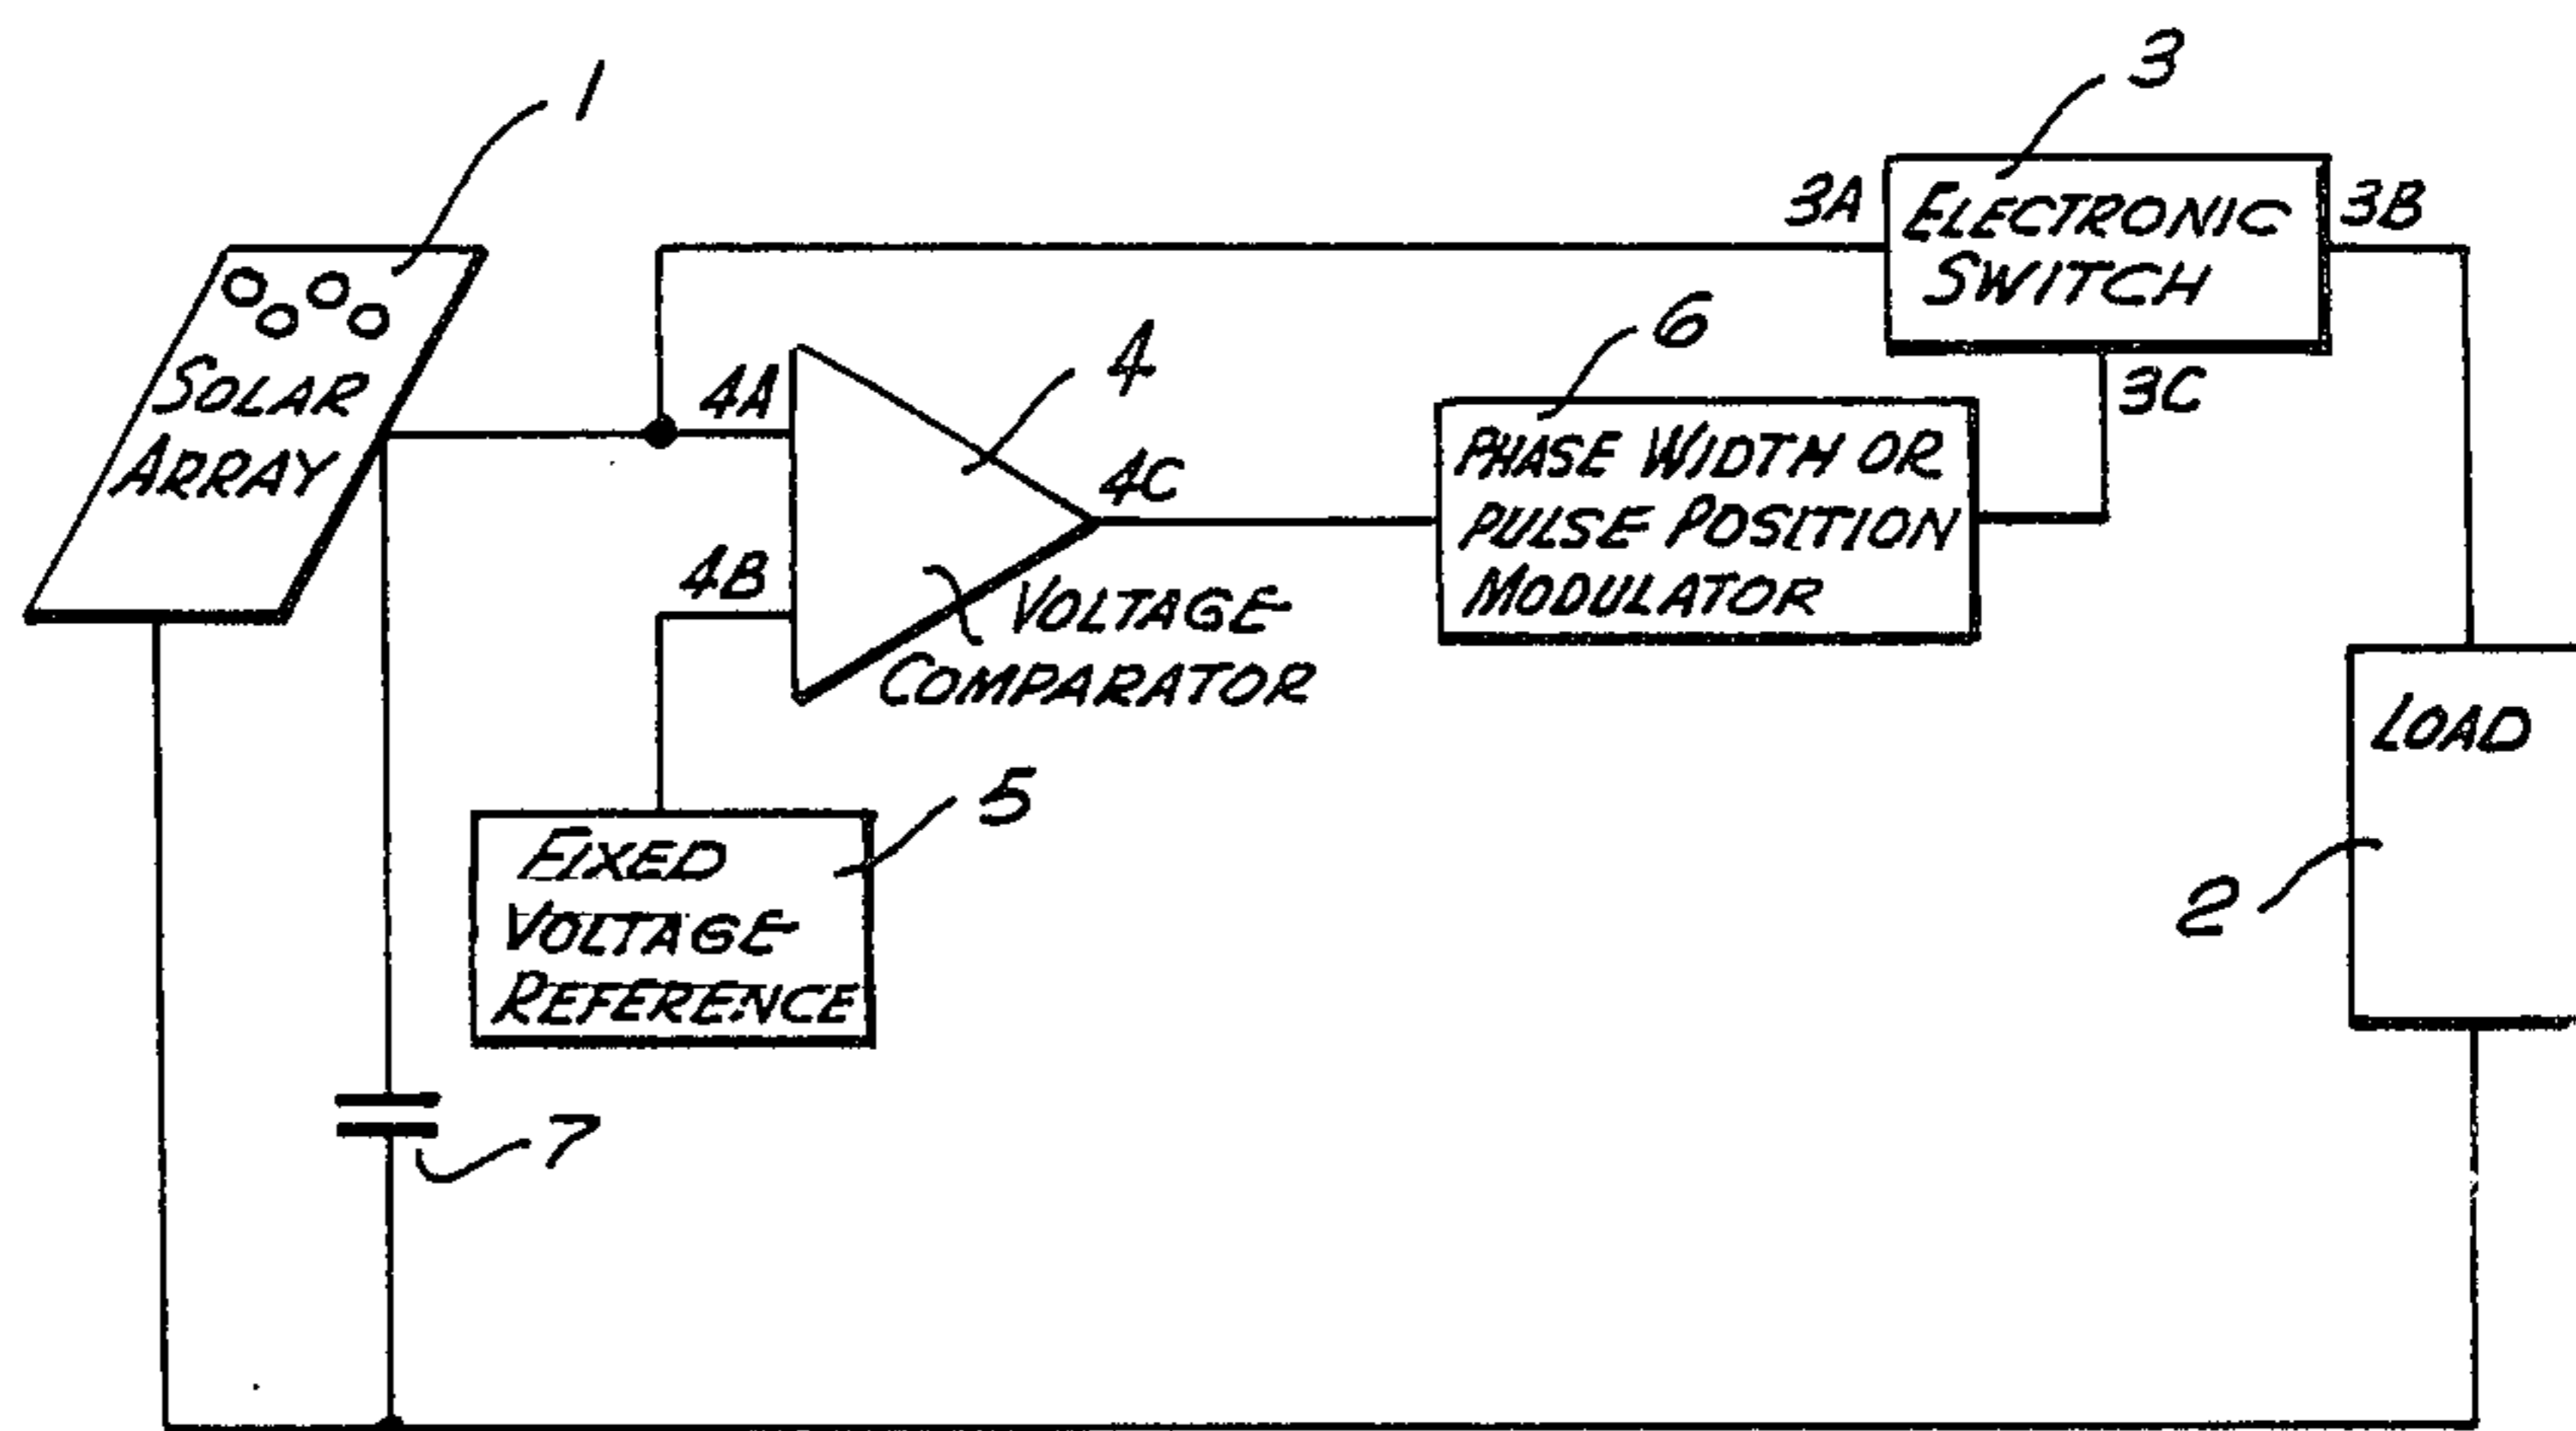 1
SOLAR
ARRAY
3
3A
ELECTRONIC
SWITCH
3B
3C
4A
4
4B
4C
VOLTAGE
COMPARATOR
6
PHASE WIDTH OR
PULSE POSITION
MODULATOR
5
FIXED
VOLTAGE
REFERENCE
LOAD
2
7